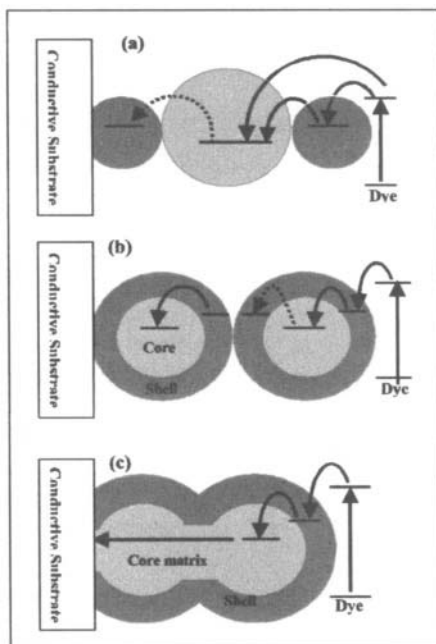 (a)
Conductive Substrate
Dye
(b)
Conductive Substrate
Core
Shell
Dye
(c)
Conductive Substrate
Core matrix
Shell
Dye